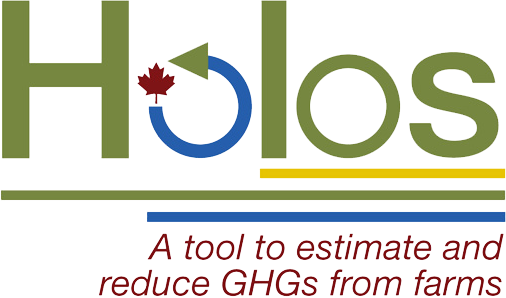 Holos
A tool to estimate and
reduce GHGs from farms